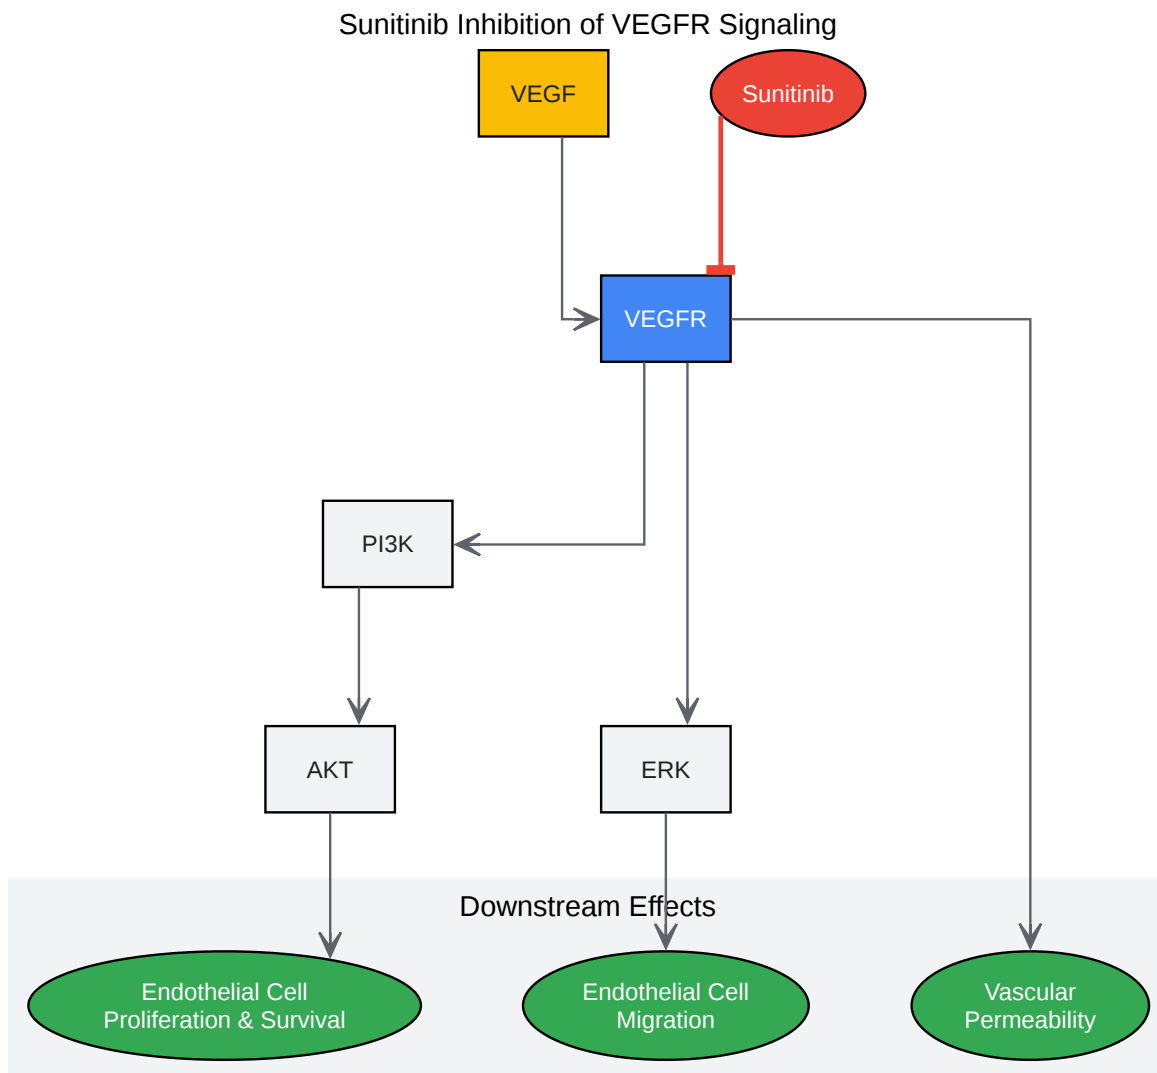 Sunitinib Inhibition of VEGFR Signaling
VEGF
Sunitinib
VEGFR
PI3K
AKT
ERK
Downstream Effects
Endothelial Cell
Proliferation & Survival
Endothelial Cell
Migration
Vascular
Permeability